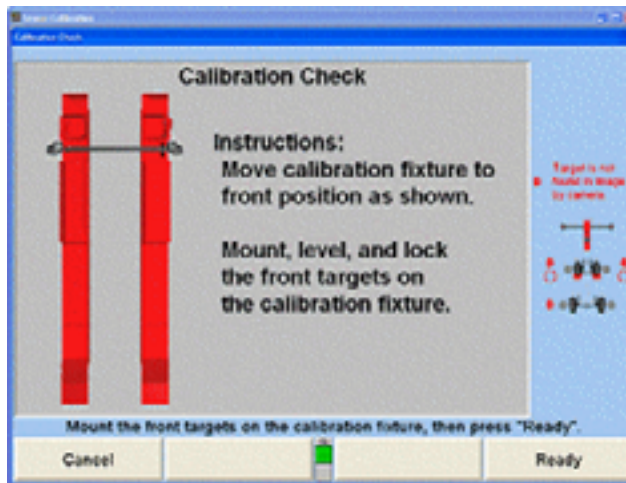 Calibration Check
Calibration Check
Instructions:
Move calibration fixture to
front position as shown.
Mount, level, and lock
the front targets on
the calibration fixture.
Target is not
found in image
by camera
Mount the front targets on the calibration fixture, then press "Ready".
Cancel
Ready